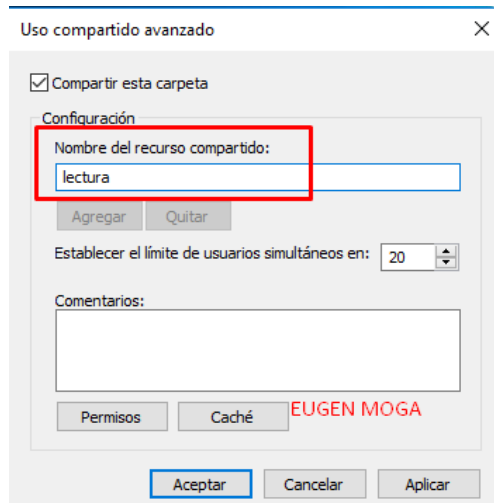 Uso compartido avanzado
Compartir esta carpeta
Configuración
Nombre del recurso compartido:
lectura
Agregar Quitar
Establecer el límite de usuarios simultáneos en: 20
Comentarios:
Permisos Caché EUGEN MOGA
Aceptar Cancelar Aplicar